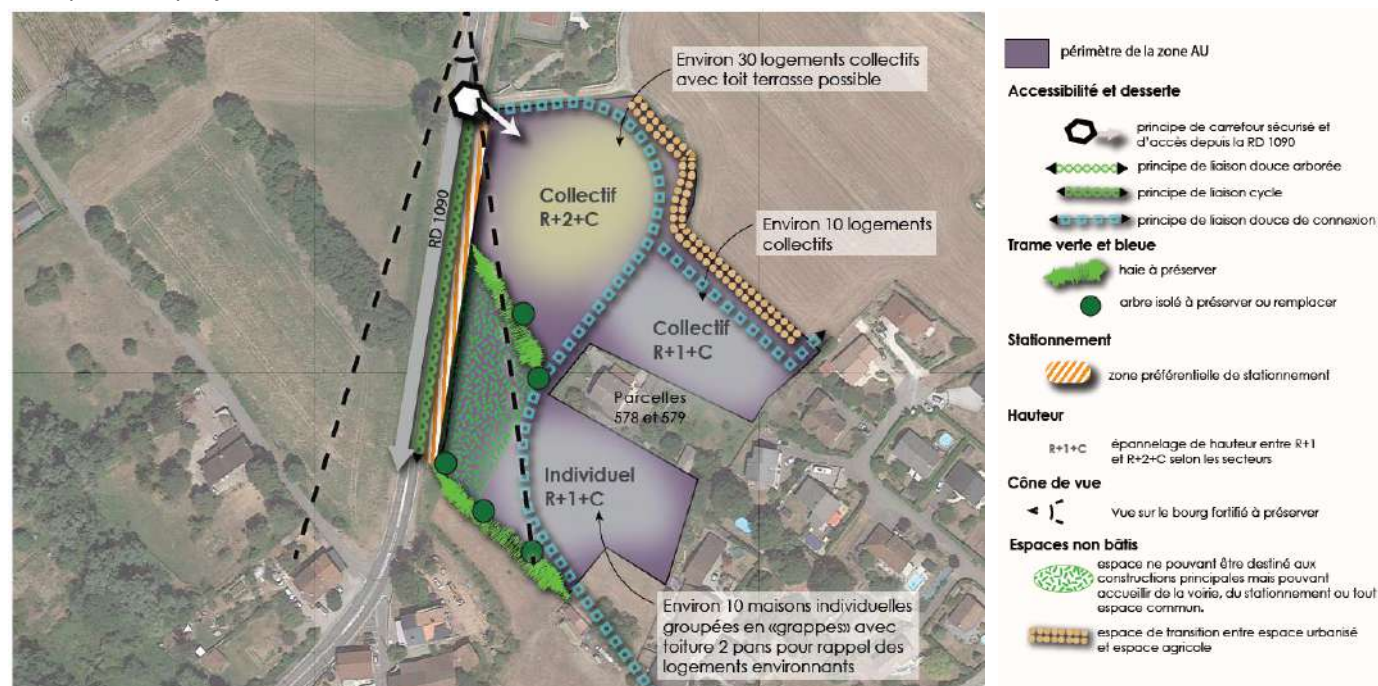 Environ 30 logements collectifs
avec toit terrasse possible
RD 1090
Collectif
R+2+C
Environ 10 logements
collectifs
Collectif
R+1+C
Parcelles
578 et 579
Individuel
R+1+C
Environ 10 maisons individuelles
groupées en «grappes» avec
toiture 2 pans pour rappel des
logements environnants
périmètre de la zone AU
Accessibilité et desserte
principe de carrefour sécurisé et
d'accès depuis la RD 1090
principe de liaison douce arborée
principe de liaison cycle
principe de liaison douce de connexion
Trame verte et bleue
haie à préserver
arbre isolé à préserver ou remplacer
Stationnement
zone préférentielle de stationnement
Hauteur
R+1+C
épannelage de hauteur entre R+1
et R+2+C selon les secteurs
Cône de vue
Vue sur le bourg fortifié à préserver
Espaces non bâtis
espace ne pouvant être destiné aux
constructions principales mais pouvant
accueillir de la voirie, du stationnement ou tout
espace commun.
espace de transition entre espace urbanisé
et espace agricole